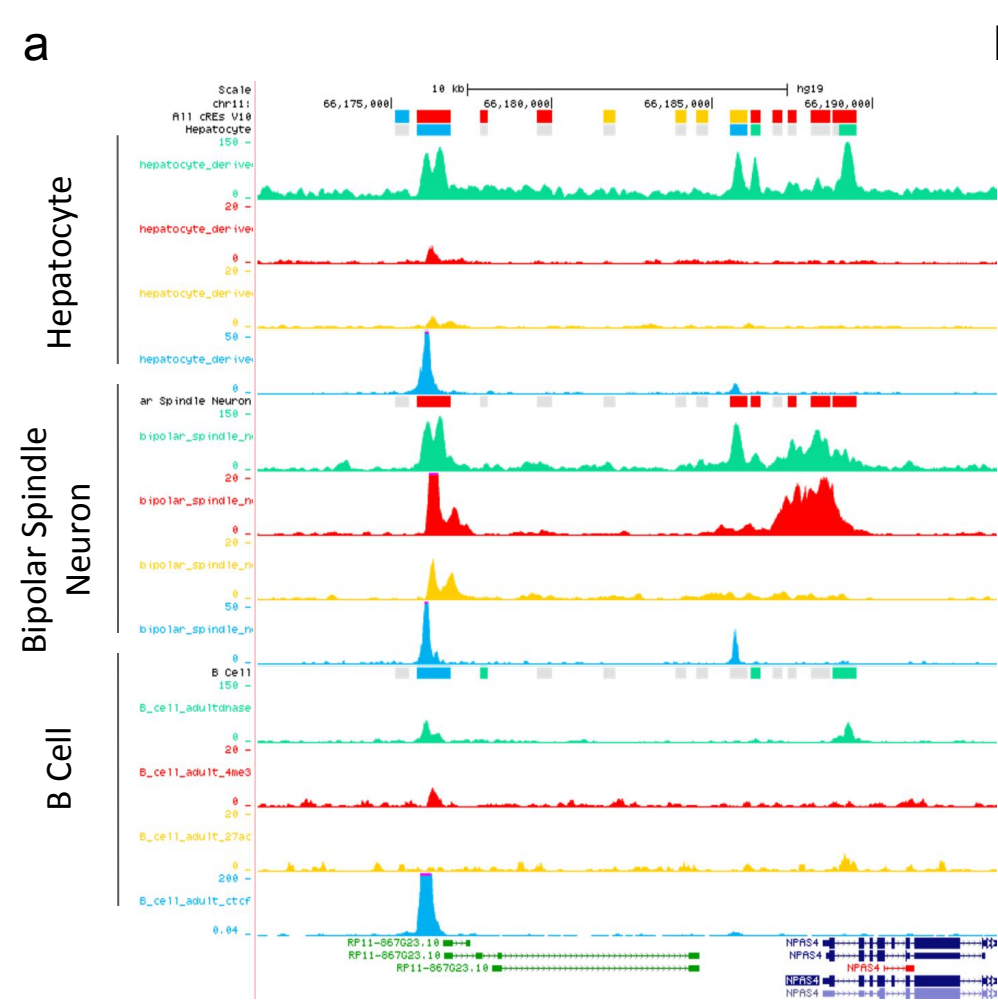 a
Scale 10 kb hg19
chr11: 66,175,000 66,180,000 66,185,000 66,190,000
All cREs V10
Hepatocyte
150
hepatocyte_derive
0
20
hepatocyte_derive
0
20
hepatocyte_derive
0
50
hepatocyte_derive
0
Hepatocyte
ar Spindle Neuron
150
bipolar_spindle_n
0
20
bipolar_spindle_n
0
20
bipolar_spindle_n
0
50
bipolar_spindle_n
0
Bipolar Spindle
Neuron
B Cell
150
B_cell_adultdnase
0
20
B_cell_adult_4me3
0
20
B_cell_adult_27ac
0
200
B_cell_adult_ctcf
0.04
B Cell
RP11-867G23.10 NPAS4
RP11-867G23.10 NPAS4
RP11-867G23.10 NPAS4
NPAS4
NPAS4